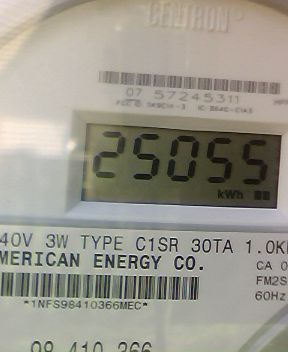 CENTRON®
07 57245311
25055
kWh
40V 3W TYPE C1SR 30TA 1.0K
MERICAN ENERGY CO.
CA 0
FM2S
60Hz
*1NFS98410366MEC*
98 410 366